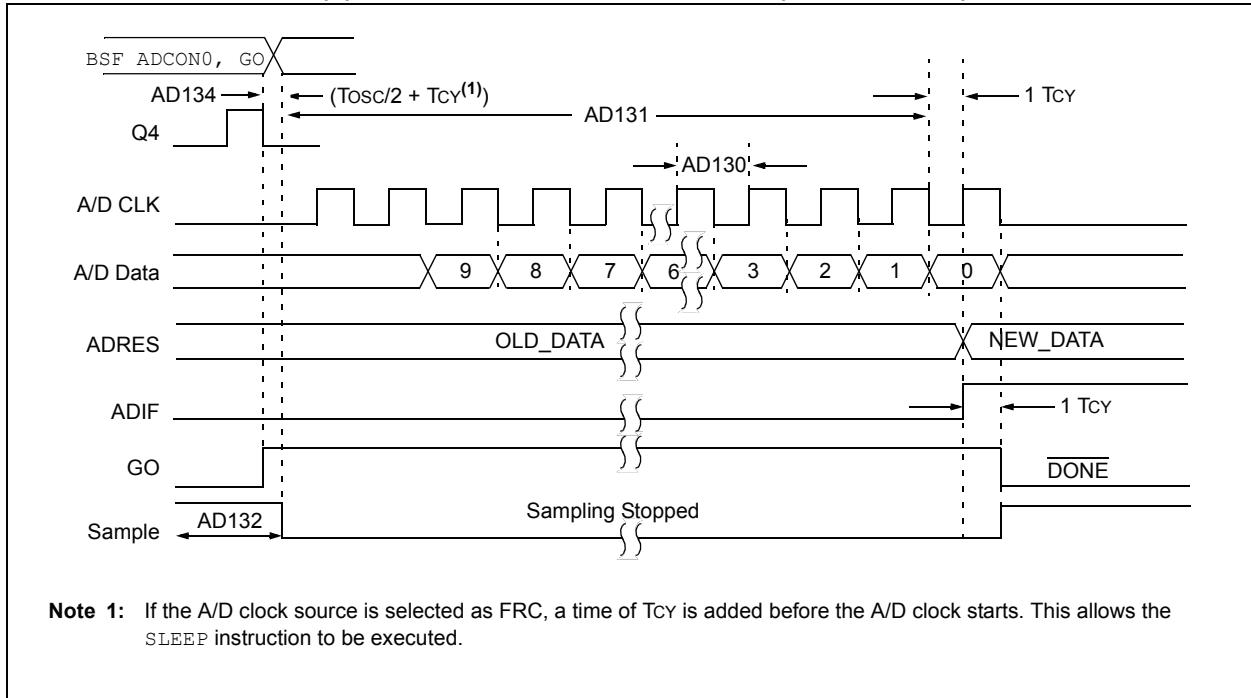 BSF ADCON0, GO
AD134
(TOSC/2 + TCY(1))
1 TCY
AD131
Q4
AD130
A/D CLK
A/D Data
9 8 7 6 3 2 1 0
ADRES
OLD_DATA
NEW_DATA
ADIF
1 TCY
GO
DONE
Sample
AD132
Sampling Stopped
Note 1: If the A/D clock source is selected as FRC, a time of TCY is added before the A/D clock starts. This allows the
SLEEP instruction to be executed.